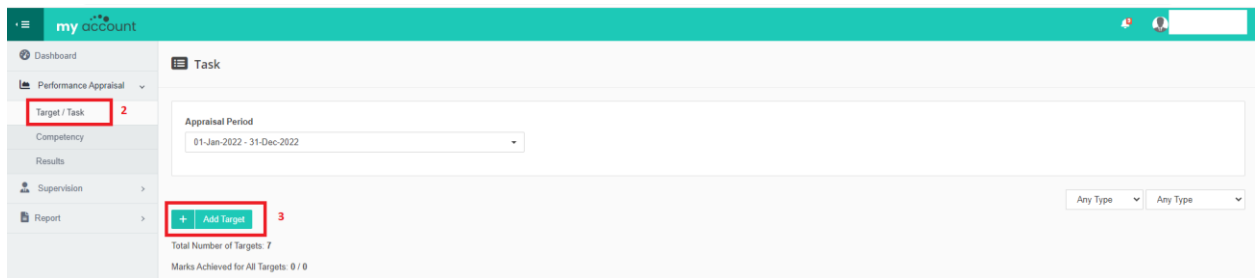 my account
Dashboard
Performance Appraisal
Target / Task 2
Competency
Results
Supervision
Report
Task
Appraisal Period
01-Jan-2022 - 31-Dec-2022
Any Type Any Type
+ Add Target 3
Total Number of Targets: 7
Marks Achieved for All Targets: 0 / 0